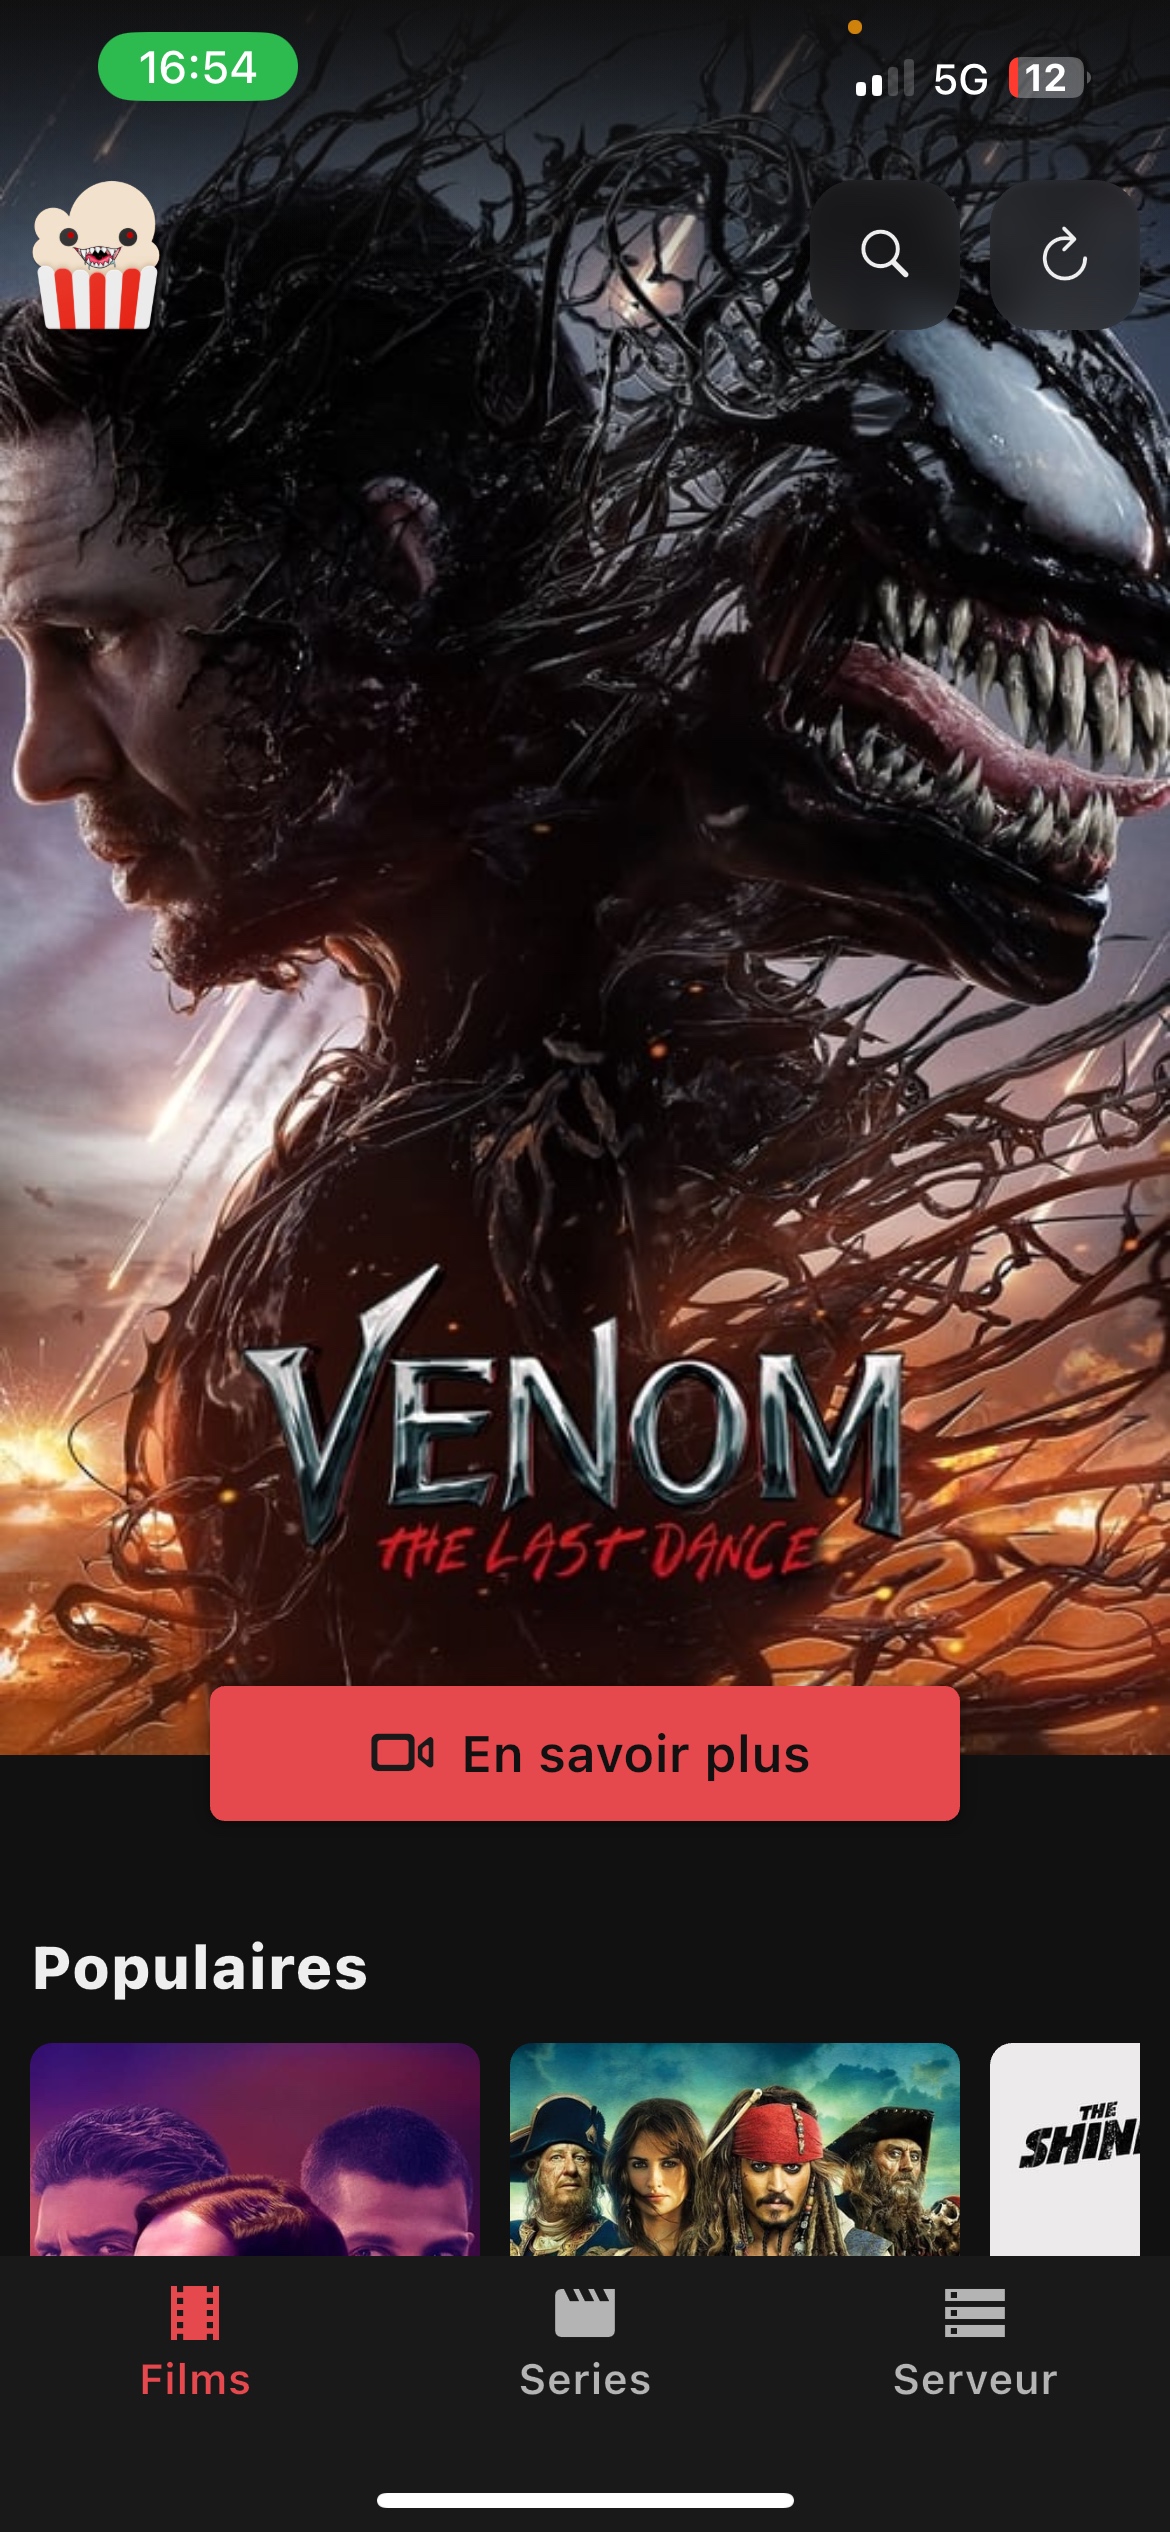 16:54
5G 12
VENOM
THE LAST DANCE
En savoir plus
Populaires
THE
Films
Series
Serveur